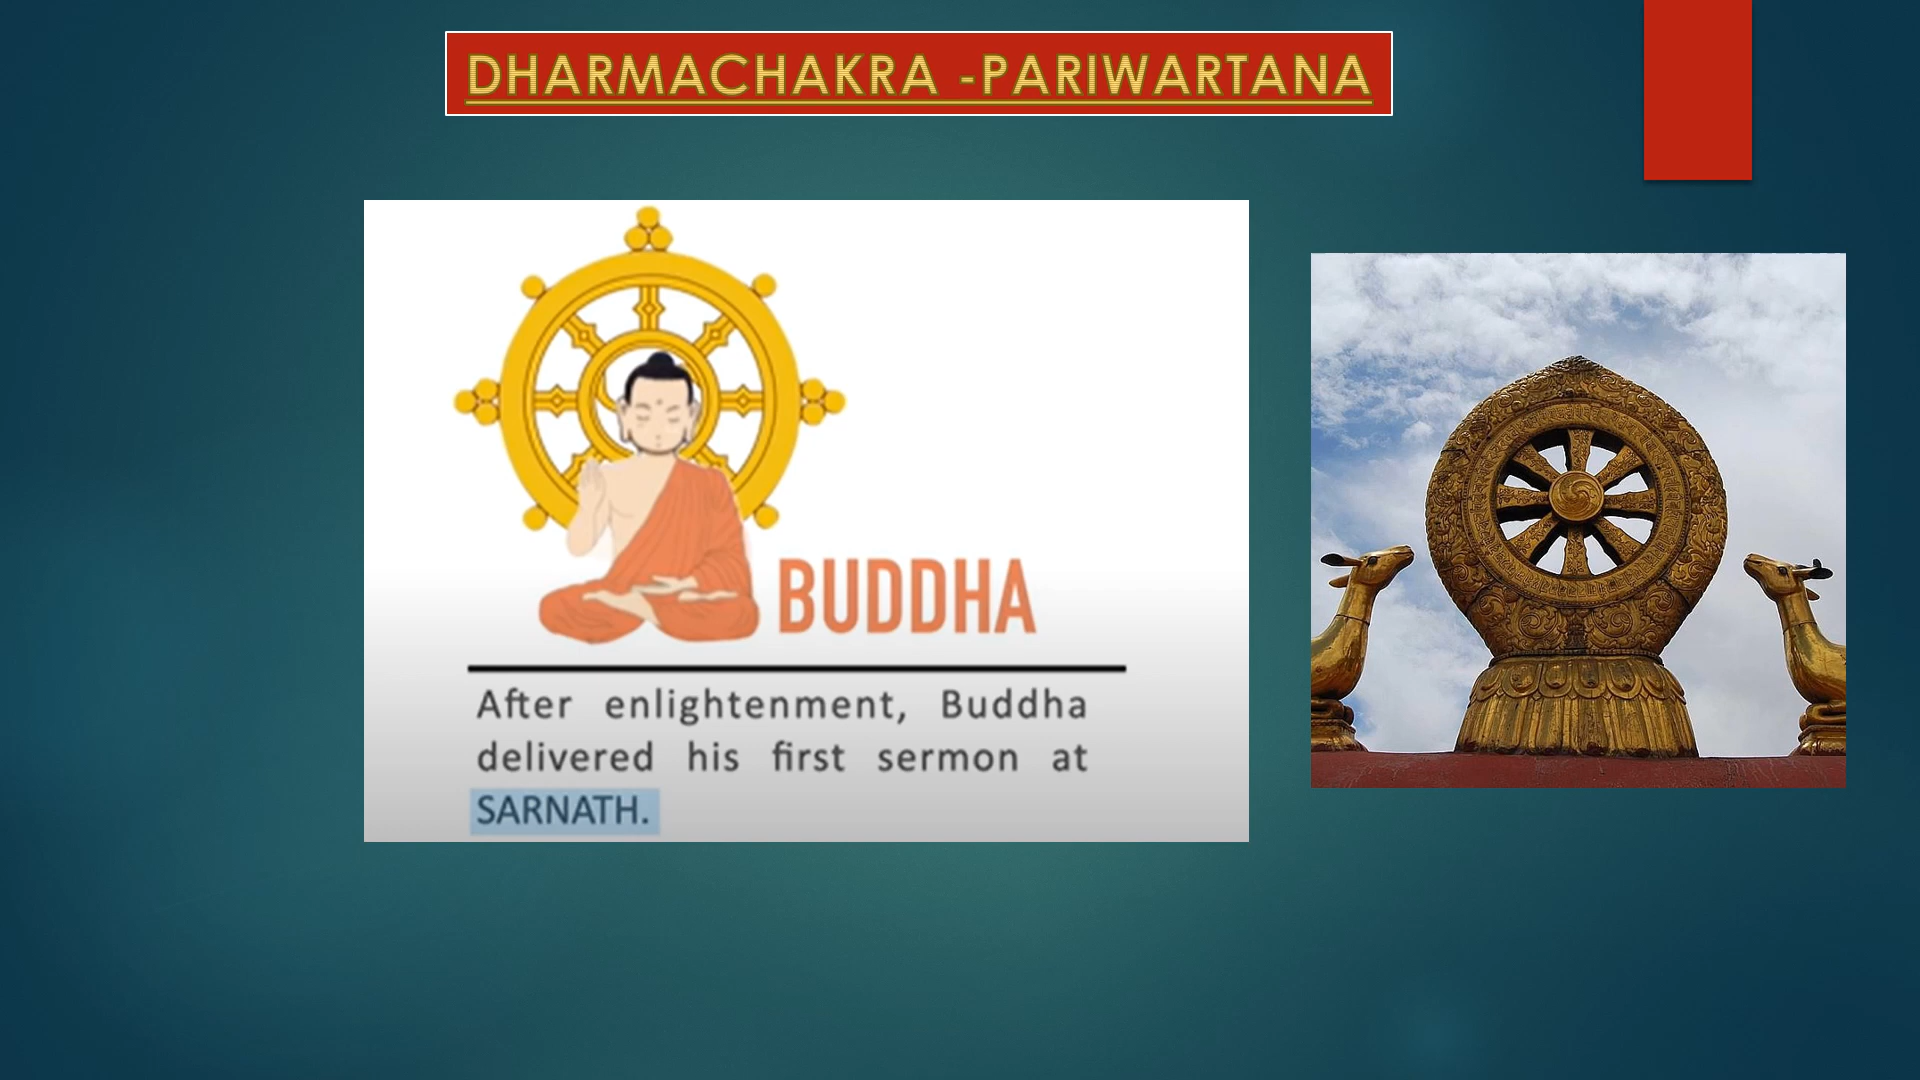 DHARMACHAKRA -PARIWARTANA
BUDDHA
After enlightenment, Buddha
delivered his first sermon at
SARNATH.